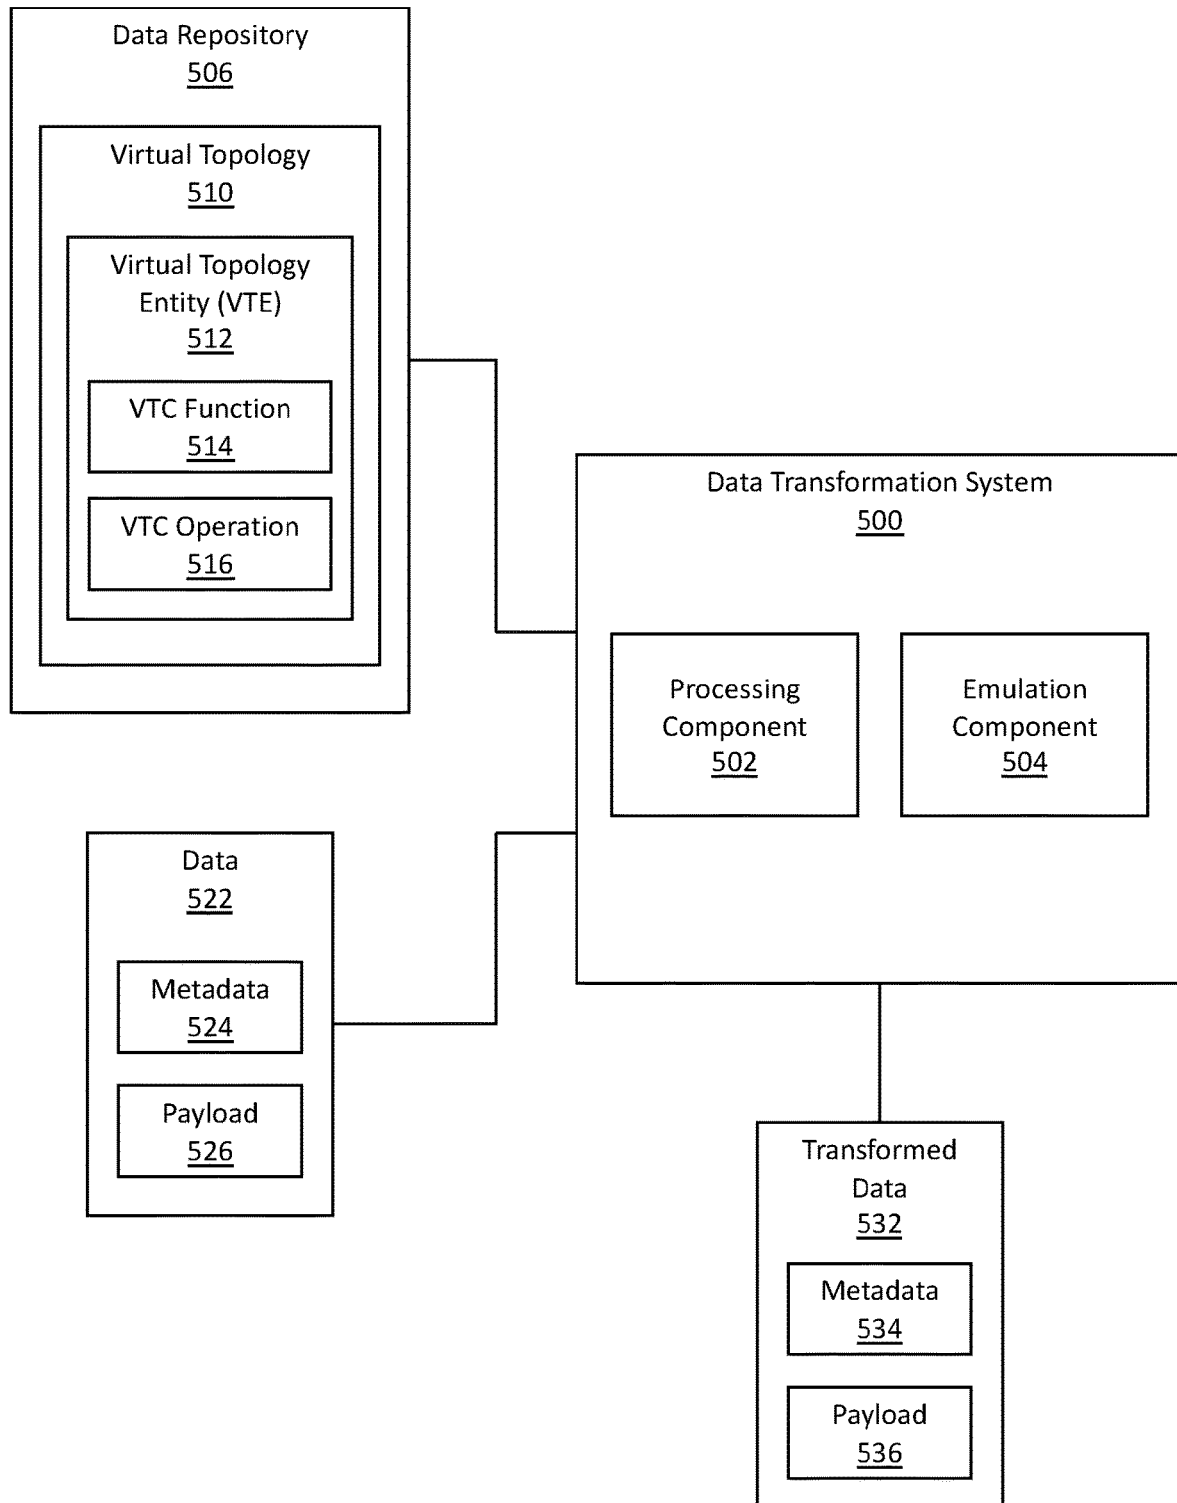 Data Repository
506
Virtual Topology
510
Virtual Topology
Entity (VTE)
512
VTC Function
514
VTC Operation
516
Data Transformation System
500
Processing
Component
502
Emulation
Component
504
Data
522
Metadata
524
Payload
526
Transformed
Data
532
Metadata
534
Payload
536